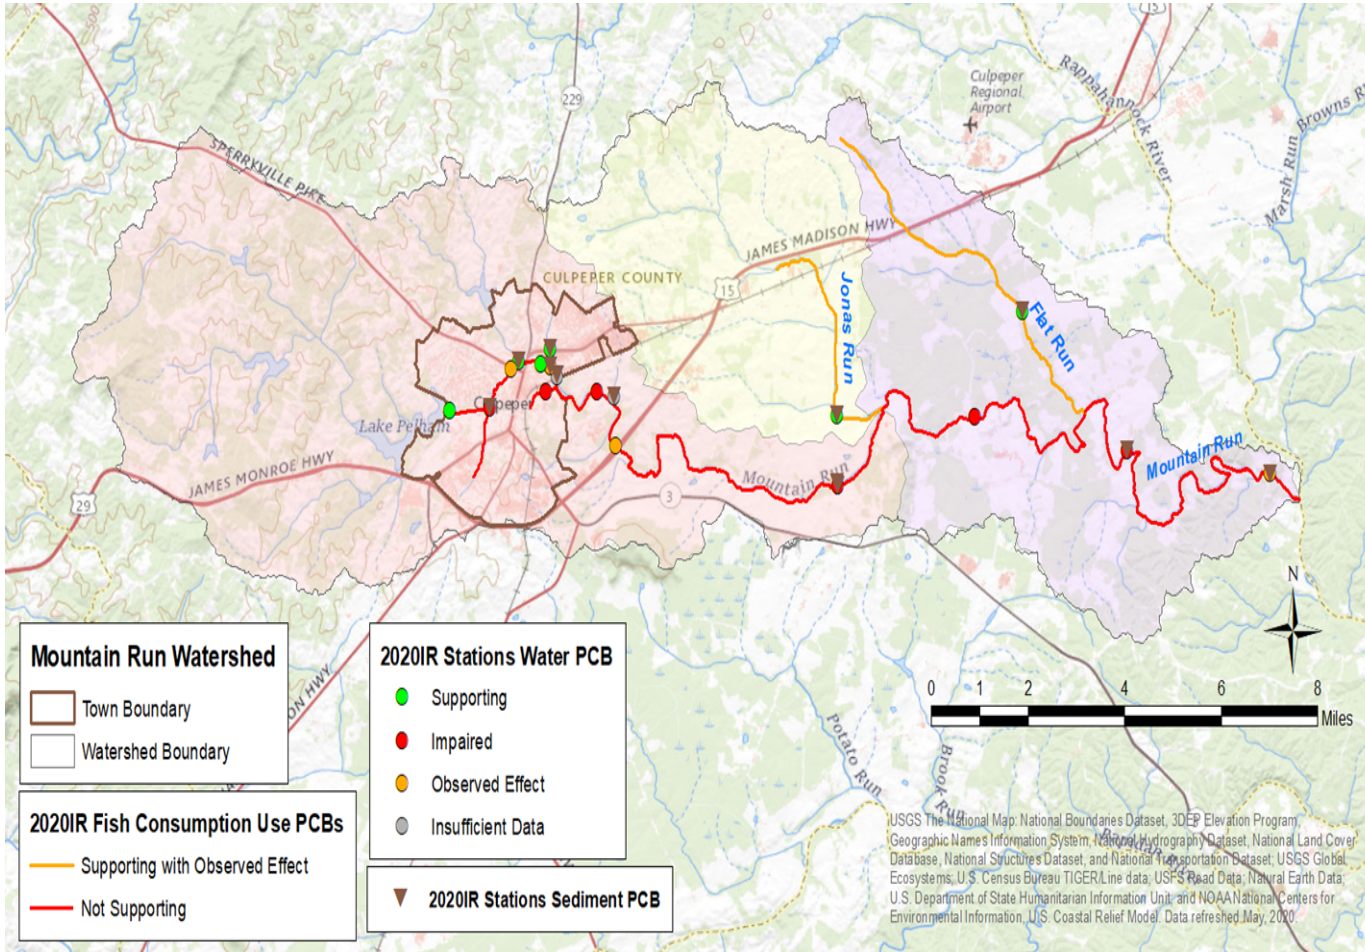 15
Rappahannock River
Culpeper
Regional
Airport
229
Marsh Run
Browns
SPERRYVILLE PIKE
JAMES MADISON HWY
CULPEPER COUNTY
15
Jonas Run
Flat Run
Culpeper
Lake Pelham
JAMES MONROE HWY
29
Mountain Run
Mountain Run
3
N
Mountain Run Watershed
Town Boundary
Watershed Boundary
2020IR Fish Consumption Use PCBs
Supporting with Observed Effect
Not Supporting
ON HWY
2020IR Stations Water PCB
Supporting
Impaired
Observed Effect
Insufficient Data
2020IR Stations Sediment PCB
0 1 2 4 6 8
Miles
Potato Run
Brook Run
USGS The National Map: National Boundaries Dataset, 3DEP Elevation Program,
Geographic Names Information System, National Hydrography Dataset, National Land Cover
Database, National Structures Dataset, and National Transportation Dataset; USGS Global
Ecosystems; U.S. Census Bureau TIGER/Line data; USFS Road Data; Natural Earth Data;
U.S. Department of State Humanitarian Information Unit; and NOAA National Centers for
Environmental Information, U.S. Coastal Relief Model. Data refreshed May, 2020.